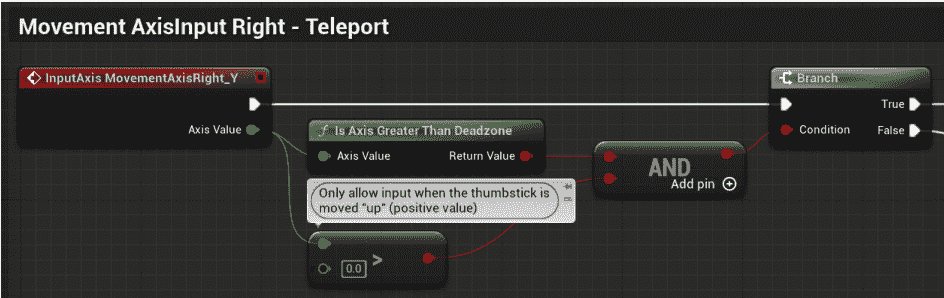 Movement AxisInput Right - Teleport
InputAxis MovementAxisRight_Y
Branch
True
Axis Value
Is Axis Greater Than Deadzone
Condition
False
Axis Value
Return Value
AND
Add pin
Only allow input when the thumbstick is
moved "up" (positive value)
>
0.0